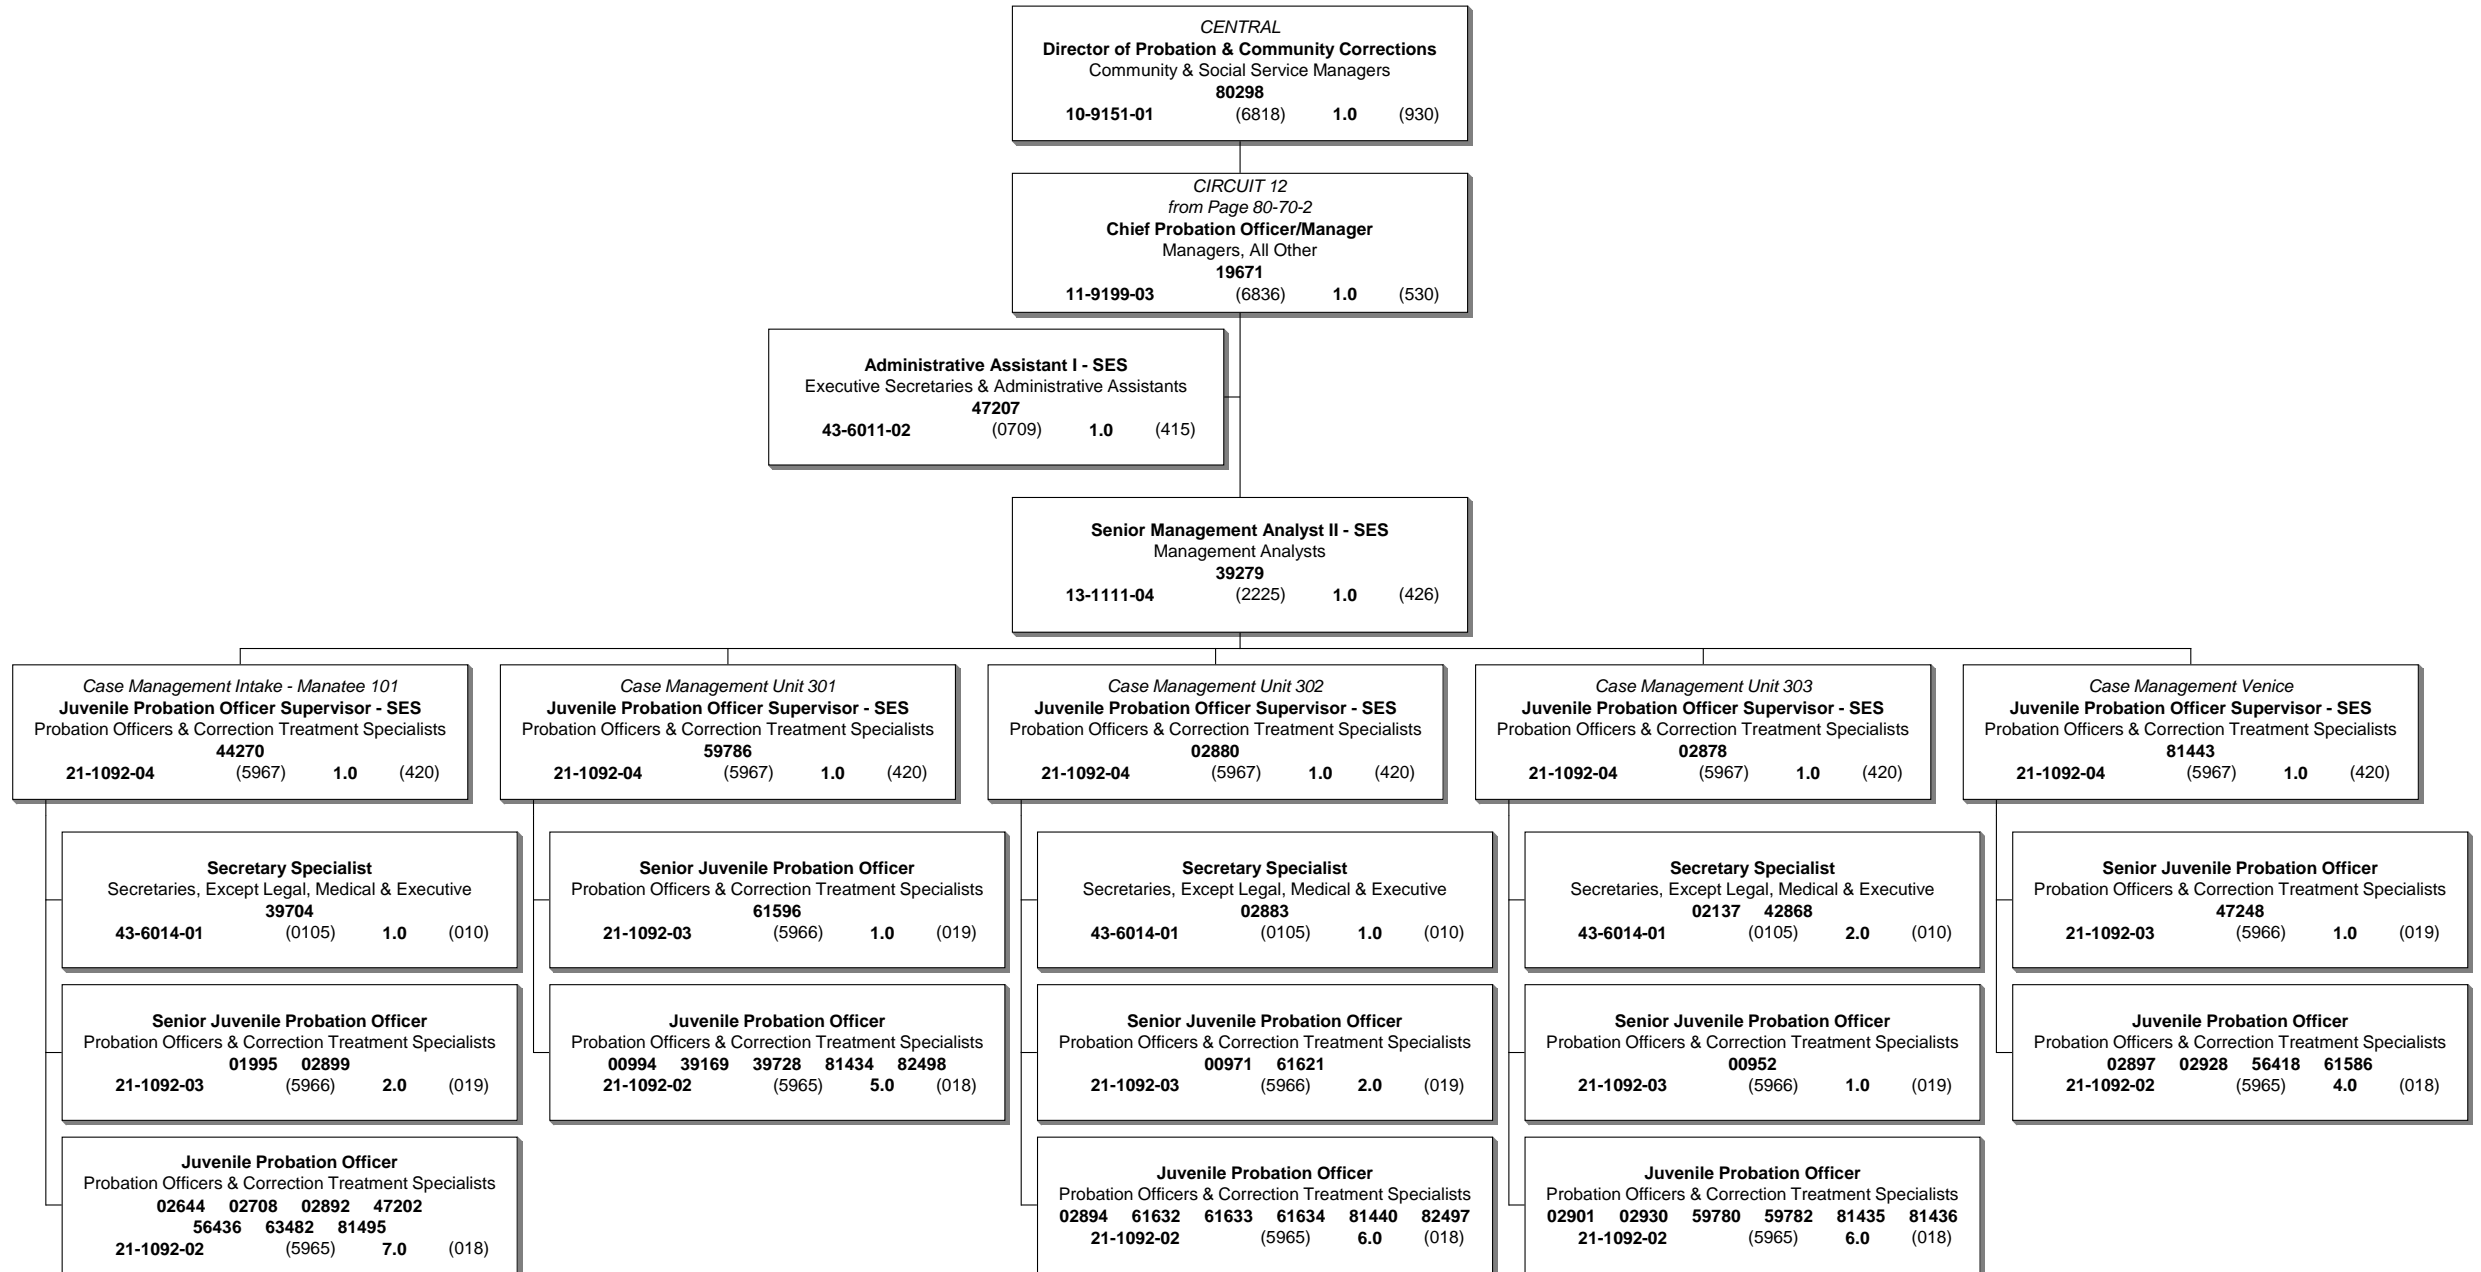 CENTRAL
Director of Probation & Community Corrections
Community & Social Service Managers
80298
10-9151-01 (6818) 1.0 (930)
CIRCUIT 12
from Page 80-70-2
Chief Probation Officer/Manager
Managers, All Other
19671
11-9199-03 (6836) 1.0 (530)
Administrative Assistant I - SES
Executive Secretaries & Administrative Assistants
47207
43-6011-02 (0709) 1.0 (415)
Senior Management Analyst II - SES
Management Analysts
39279
13-1111-04 (2225) 1.0 (426)
Case Management Intake - Manatee 101
Juvenile Probation Officer Supervisor - SES
Probation Officers & Correction Treatment Specialists
44270
21-1092-04 (5967) 1.0 (420)
Secretary Specialist
Secretaries, Except Legal, Medical & Executive
39704
43-6014-01 (0105) 1.0 (010)
Senior Juvenile Probation Officer
Probation Officers & Correction Treatment Specialists
01995 02899
21-1092-03 (5966) 2.0 (019)
Juvenile Probation Officer
Probation Officers & Correction Treatment Specialists
02644 02708 02892 47202
56436 63482 81495
21-1092-02 (5965) 7.0 (018)
Case Management Unit 301
Juvenile Probation Officer Supervisor - SES
Probation Officers & Correction Treatment Specialists
59786
21-1092-04 (5967) 1.0 (420)
Senior Juvenile Probation Officer
Probation Officers & Correction Treatment Specialists
61596
21-1092-03 (5966) 1.0 (019)
Juvenile Probation Officer
Probation Officers & Correction Treatment Specialists
00994 39169 39728 81434 82498
21-1092-02 (5965) 5.0 (018)
Case Management Unit 302
Juvenile Probation Officer Supervisor - SES
Probation Officers & Correction Treatment Specialists
02880
21-1092-04 (5967) 1.0 (420)
Secretary Specialist
Secretaries, Except Legal, Medical & Executive
02883
43-6014-01 (0105) 1.0 (010)
Senior Juvenile Probation Officer
Probation Officers & Correction Treatment Specialists
00971 61621
21-1092-03 (5966) 2.0 (019)
Juvenile Probation Officer
Probation Officers & Correction Treatment Specialists
02894 61632 61633 61634 81440 82497
21-1092-02 (5965) 6.0 (018)
Case Management Unit 303
Juvenile Probation Officer Supervisor - SES
Probation Officers & Correction Treatment Specialists
02878
21-1092-04 (5967) 1.0 (420)
Secretary Specialist
Secretaries, Except Legal, Medical & Executive
02137 42868
43-6014-01 (0105) 2.0 (010)
Senior Juvenile Probation Officer
Probation Officers & Correction Treatment Specialists
00952
21-1092-03 (5966) 1.0 (019)
Juvenile Probation Officer
Probation Officers & Correction Treatment Specialists
02901 02930 59780 59782 81435 81436
21-1092-02 (5965) 6.0 (018)
Case Management Venice
Juvenile Probation Officer Supervisor - SES
Probation Officers & Correction Treatment Specialists
81443
21-1092-04 (5967) 1.0 (420)
Senior Juvenile Probation Officer
Probation Officers & Correction Treatment Specialists
47248
21-1092-03 (5966) 1.0 (019)
Juvenile Probation Officer
Probation Officers & Correction Treatment Specialists
02897 02928 56418 61586
21-1092-02 (5965) 4.0 (018)